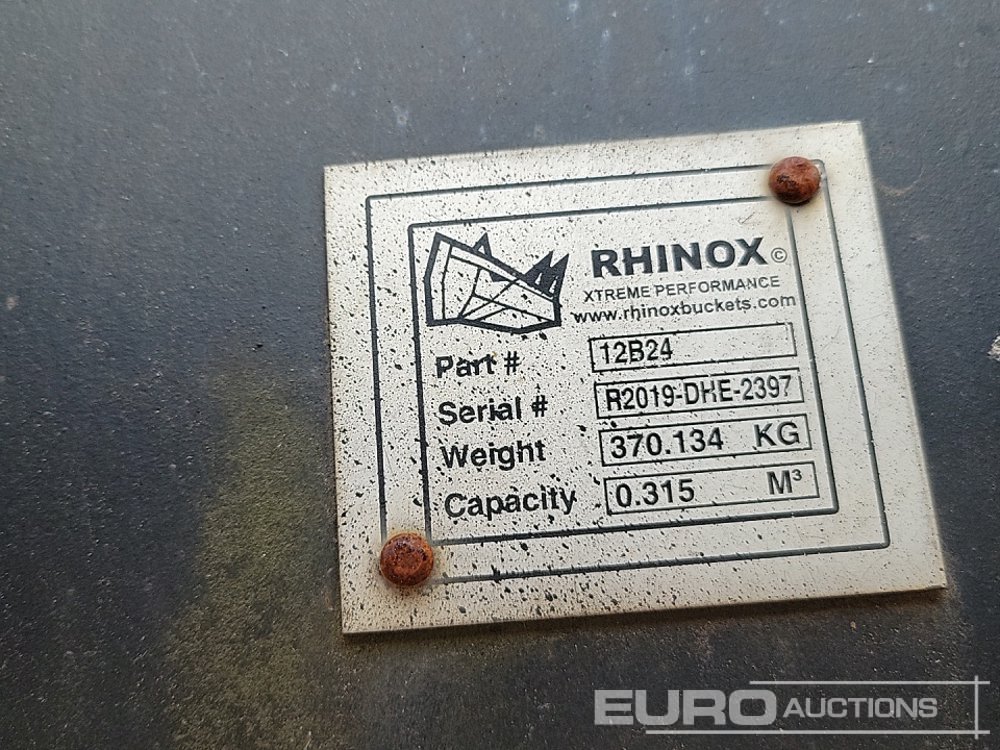 RHINOX ©
XTREME PERFORMANCE
www.rhinoxbuckets.com
Part # 12B24
Serial # R2019-DHE-2397
Weight 370.134 KG
Capacity 0.315 M³
EURO AUCTIONS